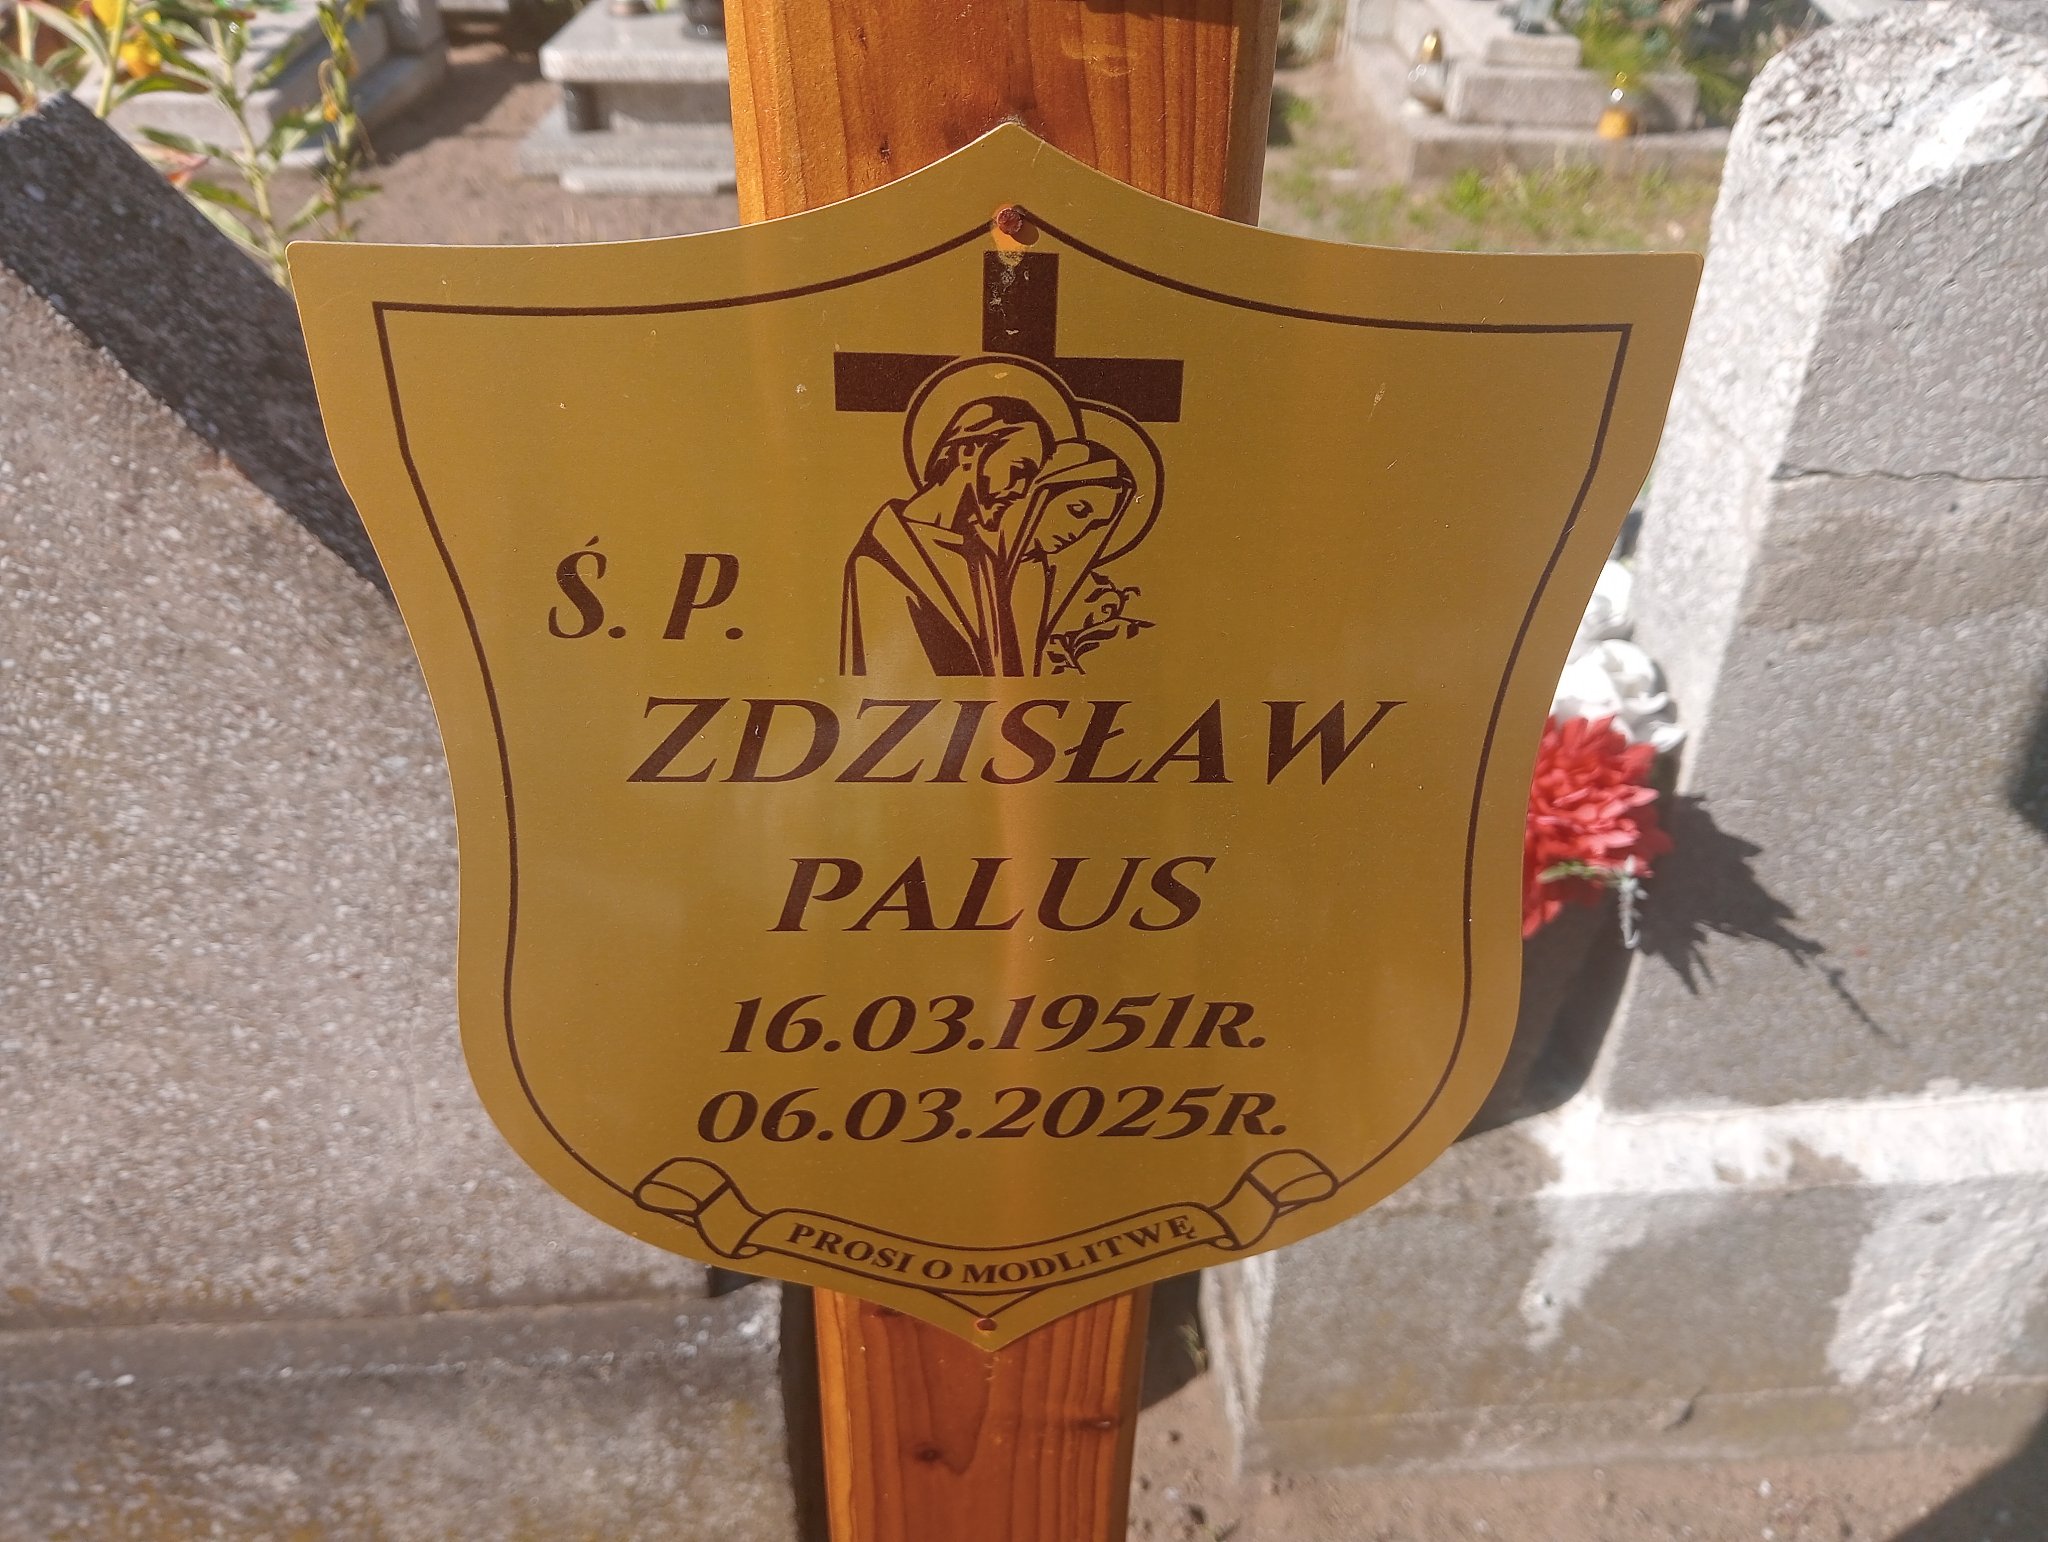 Ś. P.
ZDZISŁAW
PALUS
16.03.1951R.
06.03.2025R.
PROSI O MODLITWĘ